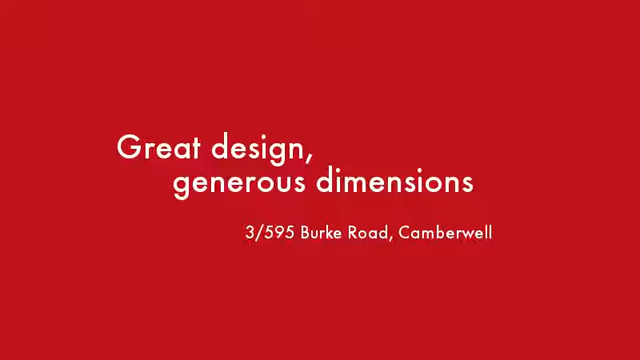 Great design,
generous dimensions
3/595 Burke Road, Camberwell